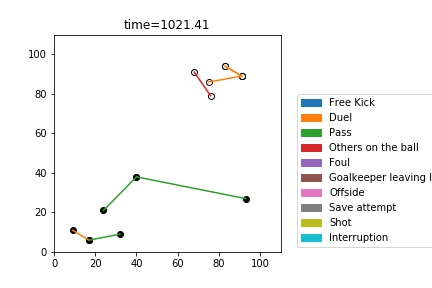 time=1021.41
100
80
60
40
20
0
0 20 40 60 80 100
Free Kick
Duel
Pass
Others on the ball
Foul
Goalkeeper leaving l
Offside
Save attempt
Shot
Interruption